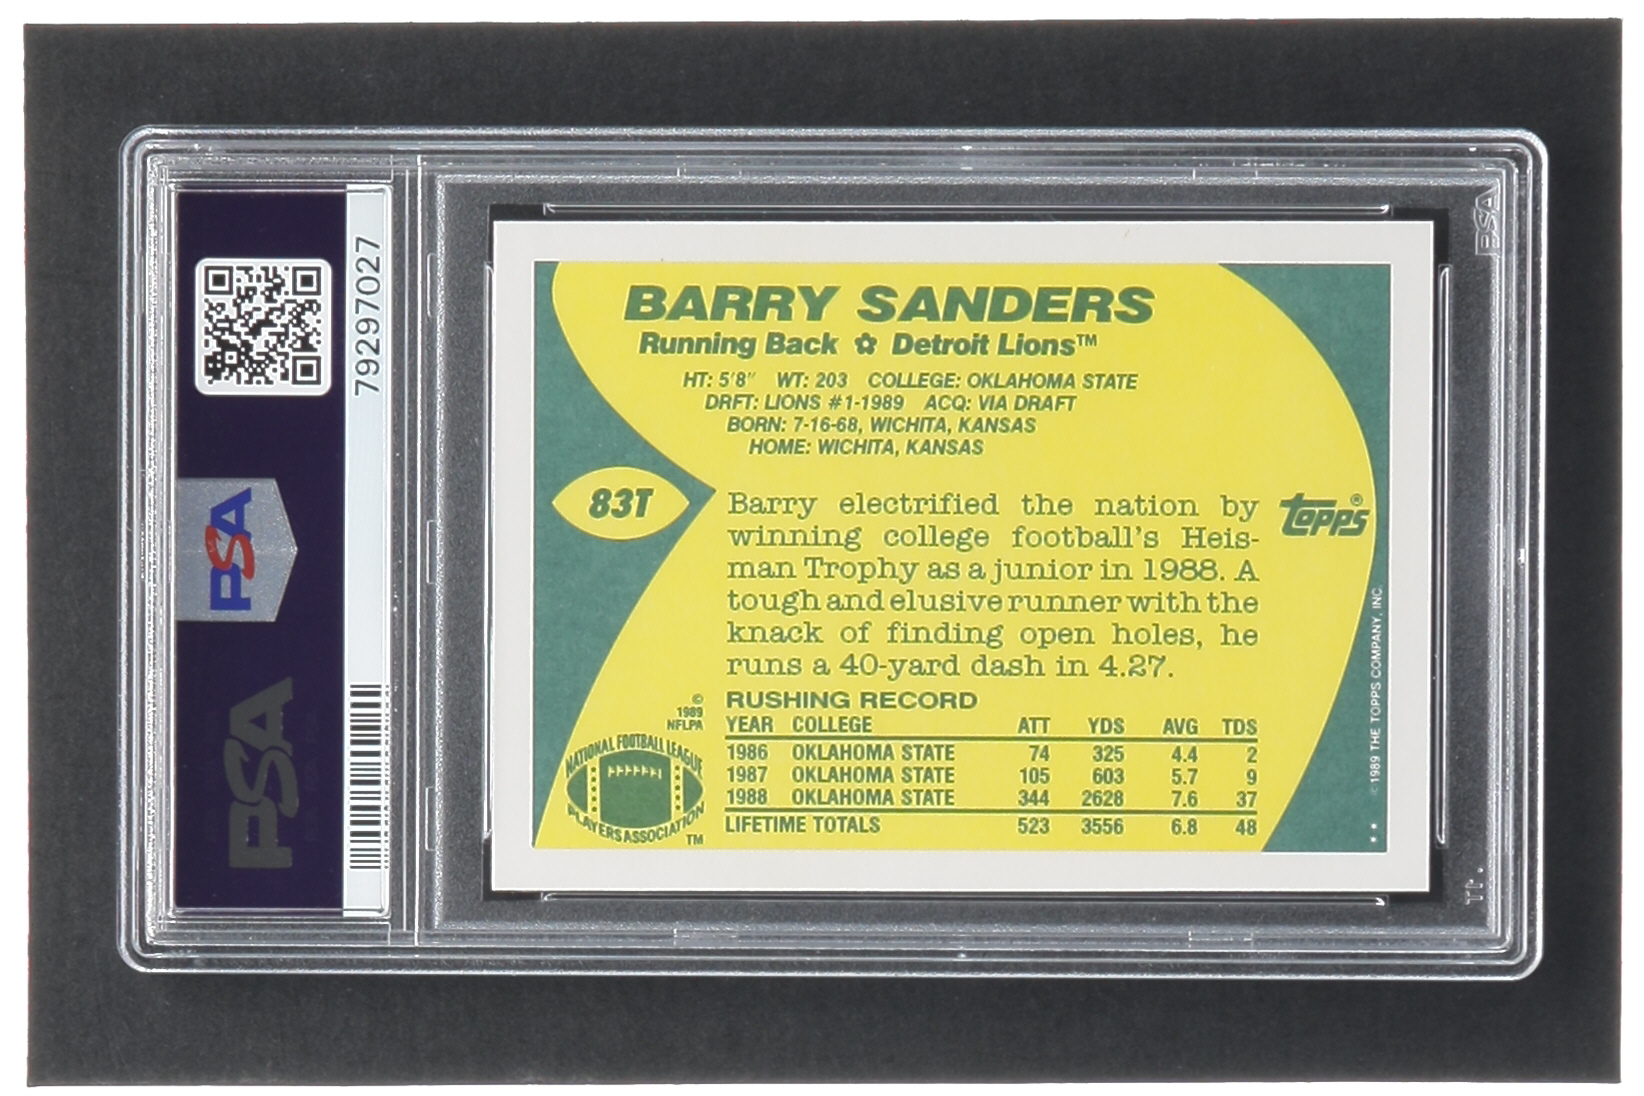 79297027
PSA
PSA
PSA
BARRY SANDERS
Running Back ✿ Detroit Lions™
HT: 5'8" WT: 203 COLLEGE: OKLAHOMA STATE
DRFT: LIONS #1-1989 ACQ: VIA DRAFT
BORN: 7-16-68, WICHITA, KANSAS
HOME: WICHITA, KANSAS
83T
Barry electrified the nation by
winning college football's Heis-
man Trophy as a junior in 1988. A
tough and elusive runner with the
knack of finding open holes, he
runs a 40-yard dash in 4.27.
topps®
RUSHING RECORD
YEAR COLLEGE ATT YDS AVG TDS
1986 OKLAHOMA STATE 74 325 4.4 2
1987 OKLAHOMA STATE 105 603 5.7 9
1988 OKLAHOMA STATE 344 2628 7.6 37
LIFETIME TOTALS 523 3556 6.8 48
©
1989
NFLPA
NATIONAL FOOTBALL LEAGUE
PLAYERS ASSOCIATION
TM
©1989 THE TOPPS COMPANY, INC.
**